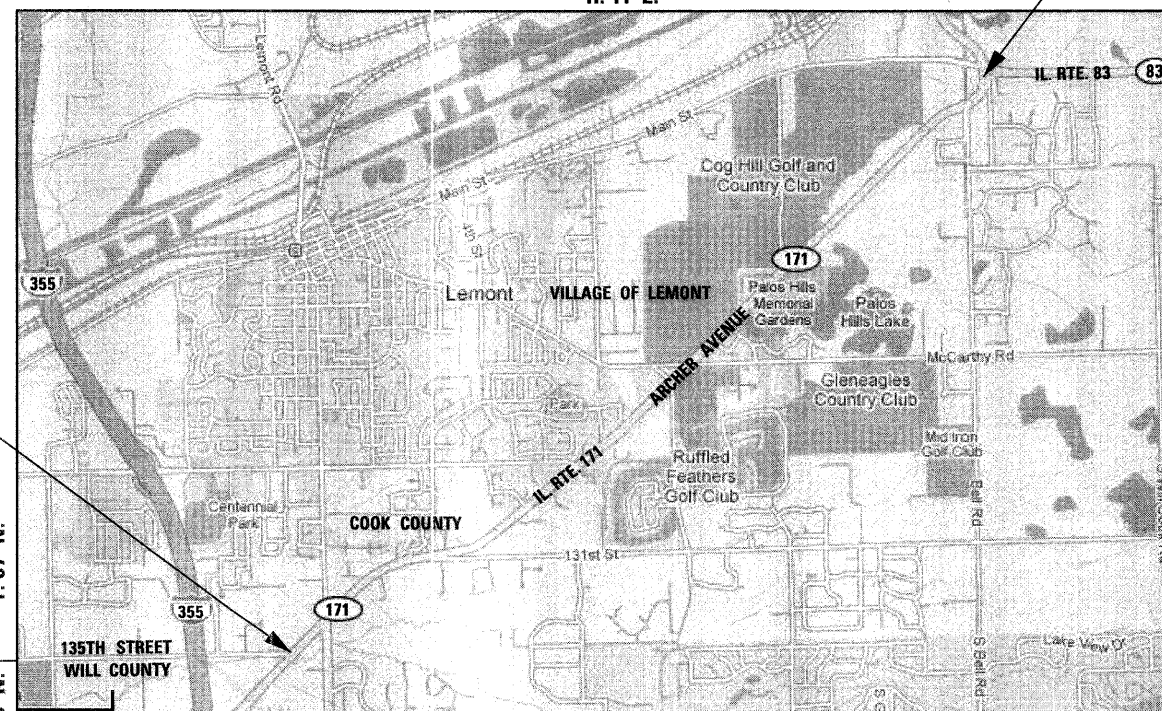 R. 11 E.
Lemont Rd
IL. RTE. 83
83
Main St
Cog Hill Golf and
Country Club
Main St
4th St
171
355
Lemont
VILLAGE OF LEMONT
Palos Hills
Memorial
Gardens
Palos
Hills Lake
ARCHER AVENUE
McCarthy Rd
Gleneagles
Country Club
Park
Mid Iron
Golf Club
Ruffled
Feathers
Golf Club
IL. RTE. 171
Bell Rd
Centennial
Park
COOK COUNTY
131st St
355
171
135TH STREET
WILL COUNTY
Lake View Dr
S Bell Rd